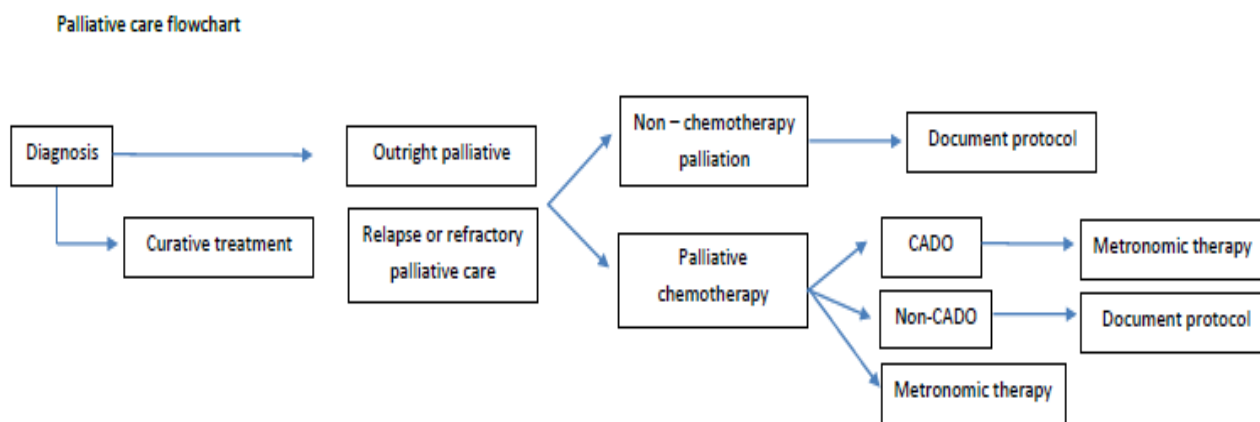 Palliative care flowchart
Diagnosis
Curative treatment
Outright palliative
Relapse or refractory
palliative care
Non – chemotherapy
palliation
Document protocol
Palliative
chemotherapy
CADO
Metronomic therapy
Non-CADO
Document protocol
Metronomic therapy